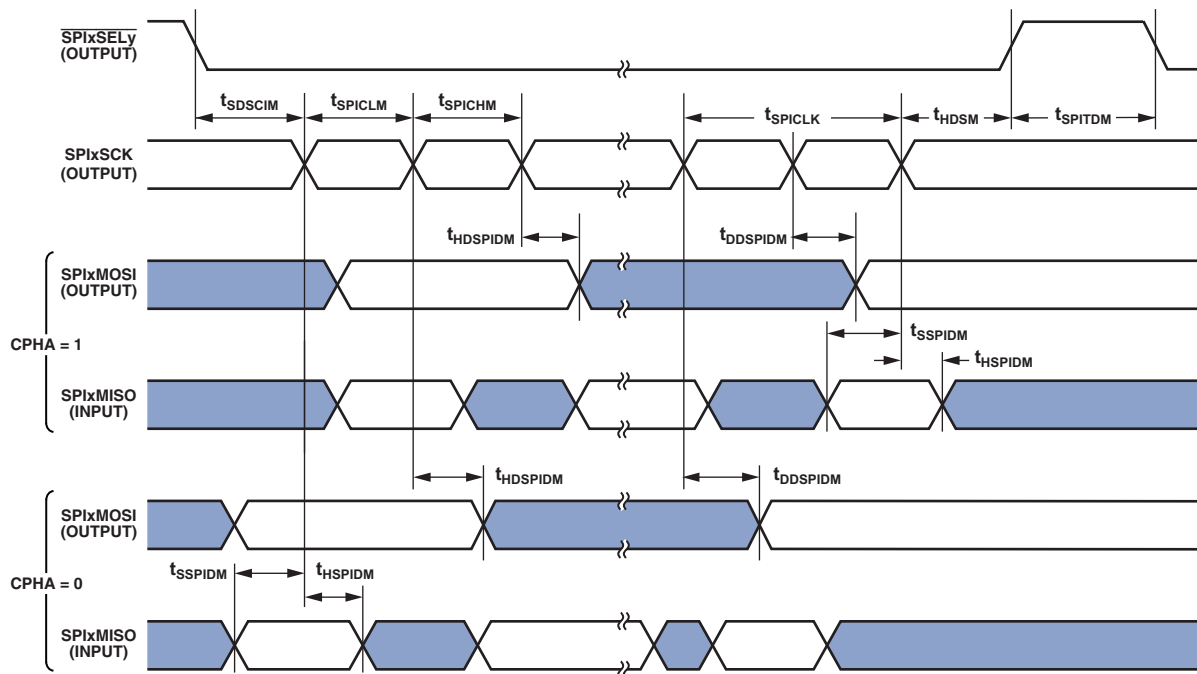 SPIxSELy
(OUTPUT)
tSDSCIM
tSPICLM
tSPICHM
tSPICLK
tHDSM
tSPITDM
SPIxSCK
(OUTPUT)
tHDSPIDM
tDDSPIDM
SPIxMOSI
(OUTPUT)
CPHA = 1
tSSPIDM
tHSPIDM
SPIxMISO
(INPUT)
tHDSPIDM
tDDSPIDM
SPIxMOSI
(OUTPUT)
CPHA = 0
tSSPIDM
tHSPIDM
SPIxMISO
(INPUT)